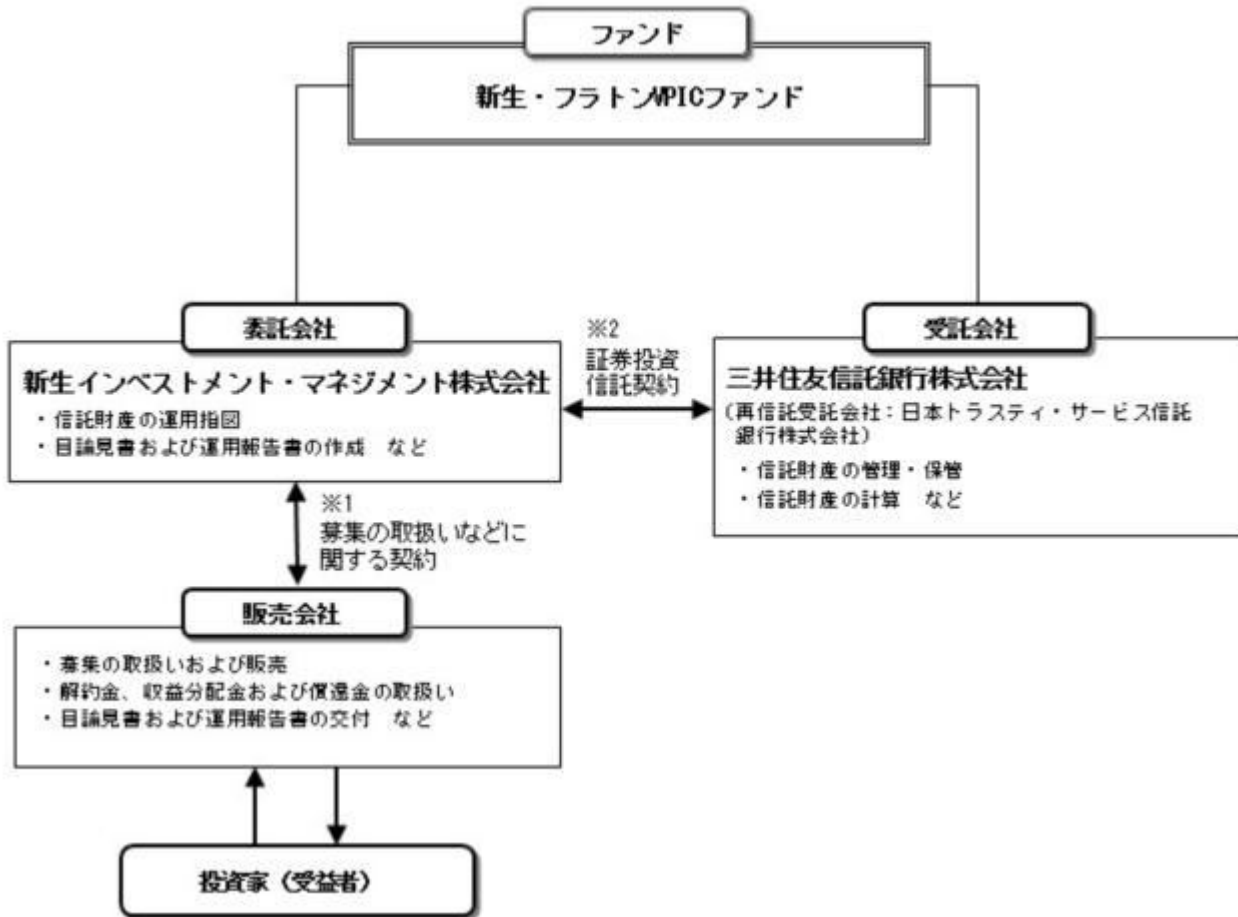 ファンド
新生・フラトンVPICファンド
委託会社
新生インベストメント・マネジメント株式会社
・信託財産の運用指図
・目論見書および運用報告書の作成　など
※2
証券投資
信託契約
受託会社
三井住友信託銀行株式会社
(再信託受託会社：日本トラスティ・サービス信託
銀行株式会社)
・信託財産の管理・保管
・信託財産の計算　など
※1
募集の取扱いなどに
関する契約
販売会社
・募集の取扱いおよび販売
・解約金、収益分配金および償還金の取扱い
・目論見書および運用報告書の交付　など
投資家（受益者）